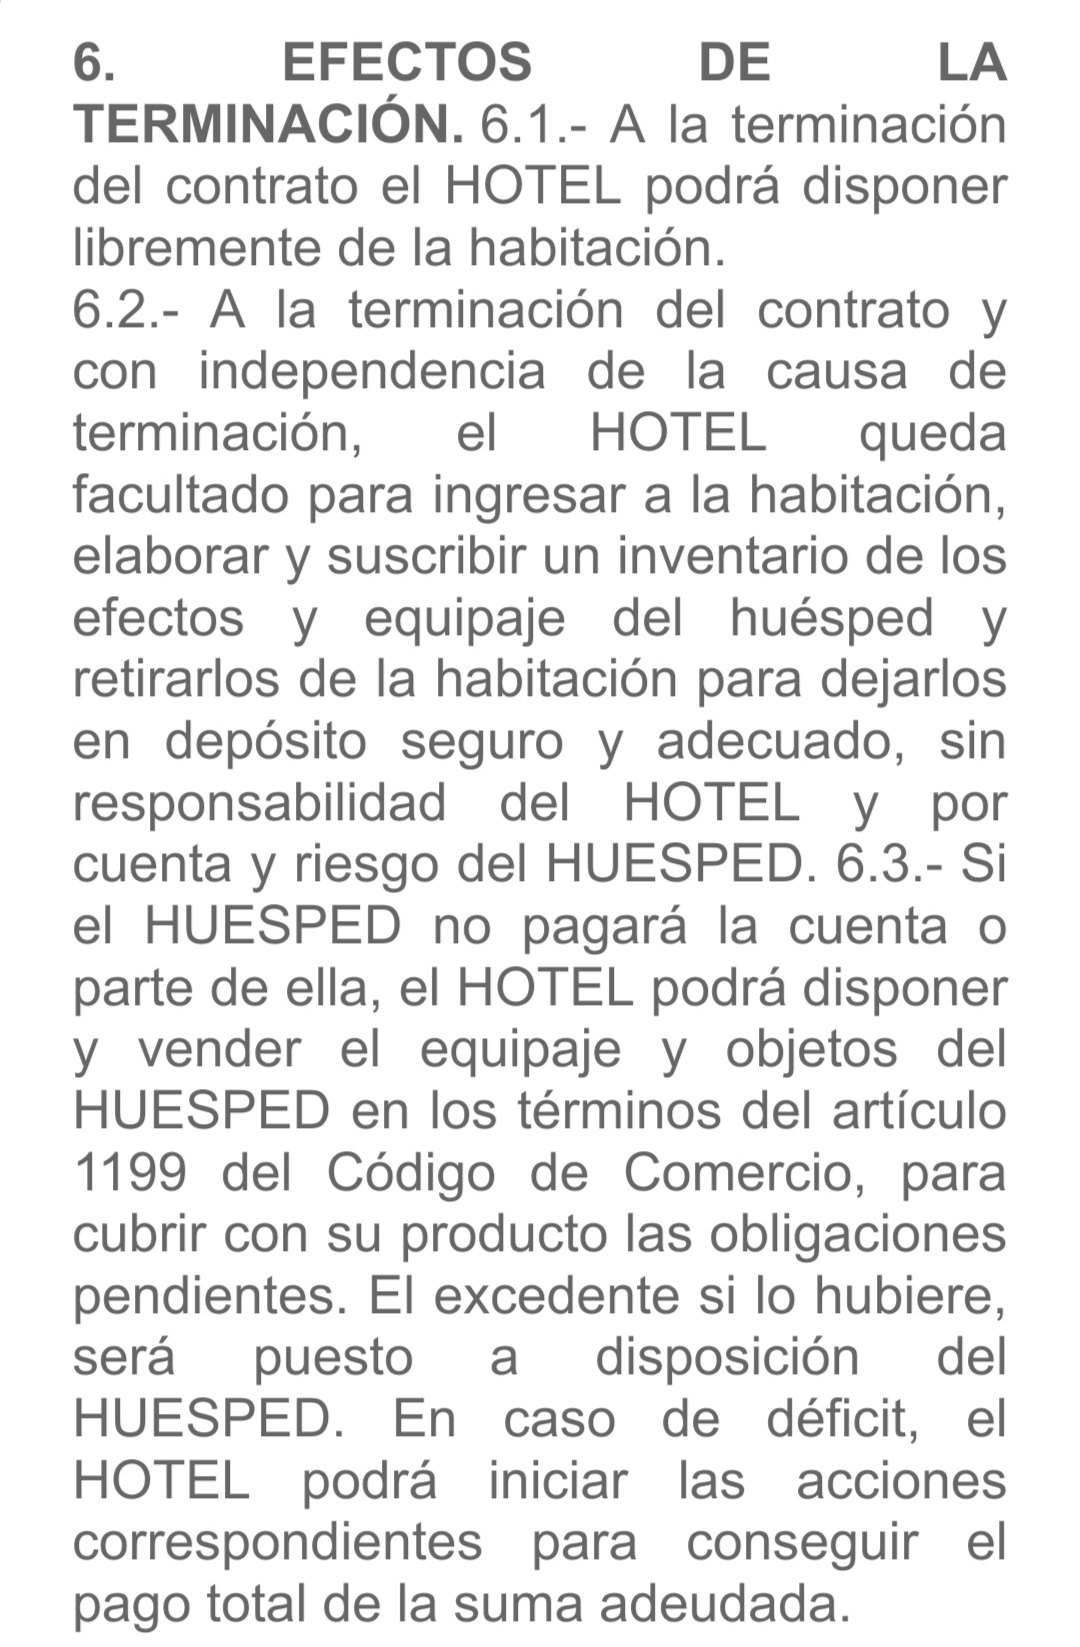 6. EFECTOS DE LA
TERMINACIÓN. 6.1.- A la terminación
del contrato el HOTEL podrá disponer
libremente de la habitación.
6.2.- A la terminación del contrato y
con independencia de la causa de
terminación, el HOTEL queda
facultado para ingresar a la habitación,
elaborar y suscribir un inventario de los
efectos y equipaje del huésped y
retirarlos de la habitación para dejarlos
en depósito seguro y adecuado, sin
responsabilidad del HOTEL y por
cuenta y riesgo del HUESPED. 6.3.- Si
el HUESPED no pagará la cuenta o
parte de ella, el HOTEL podrá disponer
y vender el equipaje y objetos del
HUESPED en los términos del artículo
1199 del Código de Comercio, para
cubrir con su producto las obligaciones
pendientes. El excedente si lo hubiere,
será puesto a disposición del
HUESPED. En caso de déficit, el
HOTEL podrá iniciar las acciones
correspondientes para conseguir el
pago total de la suma adeudada.